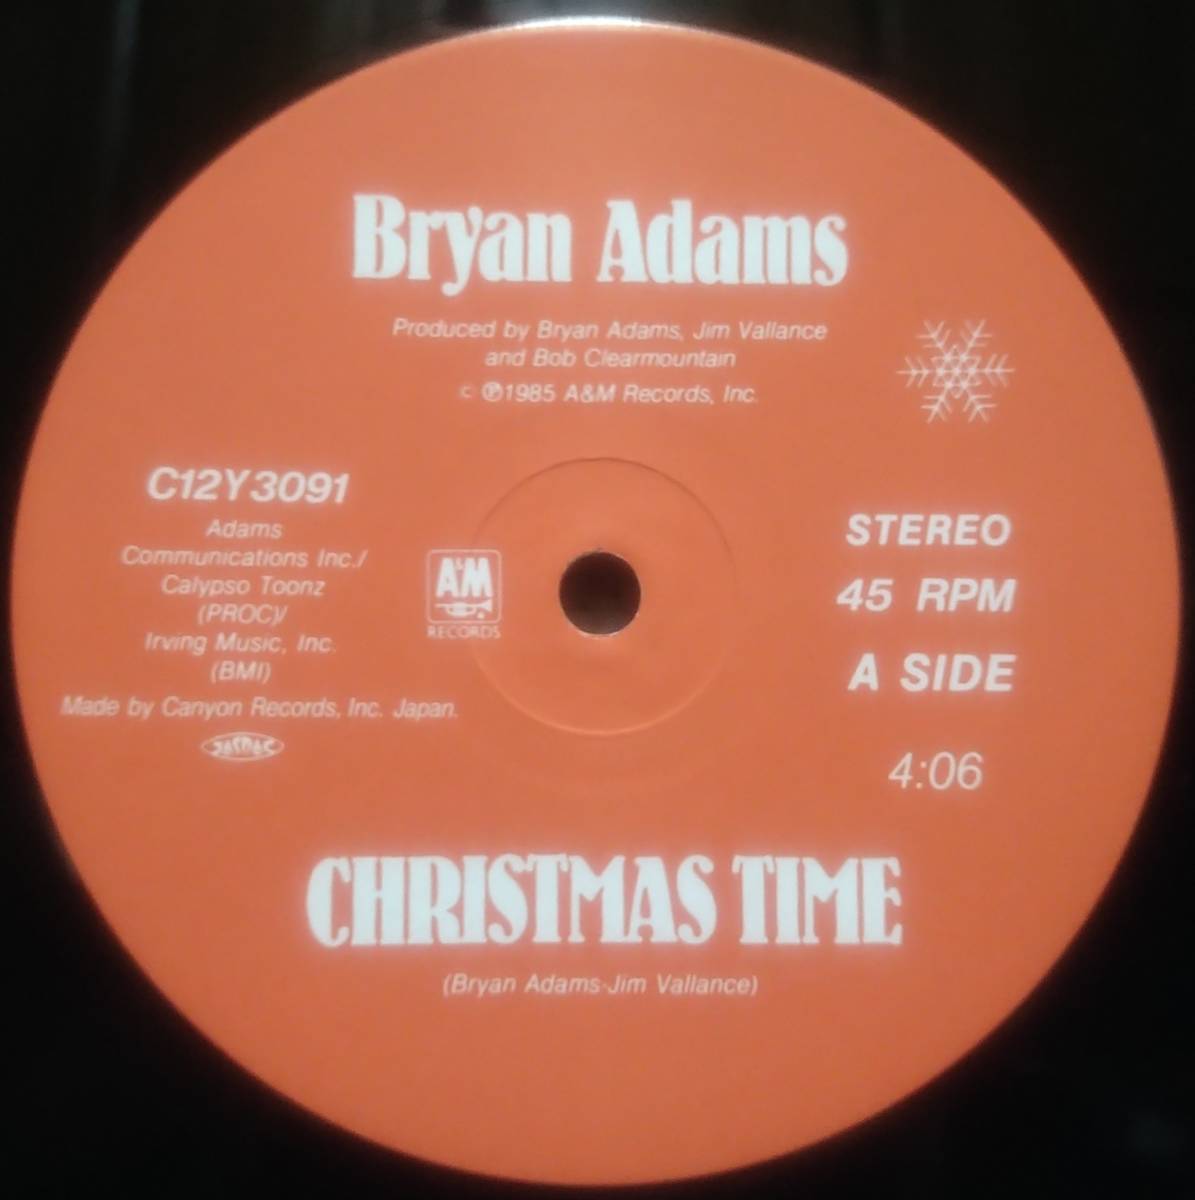 Bryan Adams
Produced by Bryan Adams, Jim Vallance
and Bob Clearmountain
© ℗1985 A&M Records, Inc.
C12Y3091
Adams
Communications Inc./
Calypso Toonz
(PROC)/
Irving Music, Inc.
(BMI)
Made by Canyon Records, Inc. Japan.
JASRAC
A&M
RECORDS
STEREO
45 RPM
A SIDE
4:06
CHRISTMAS TIME
(Bryan Adams-Jim Vallance)